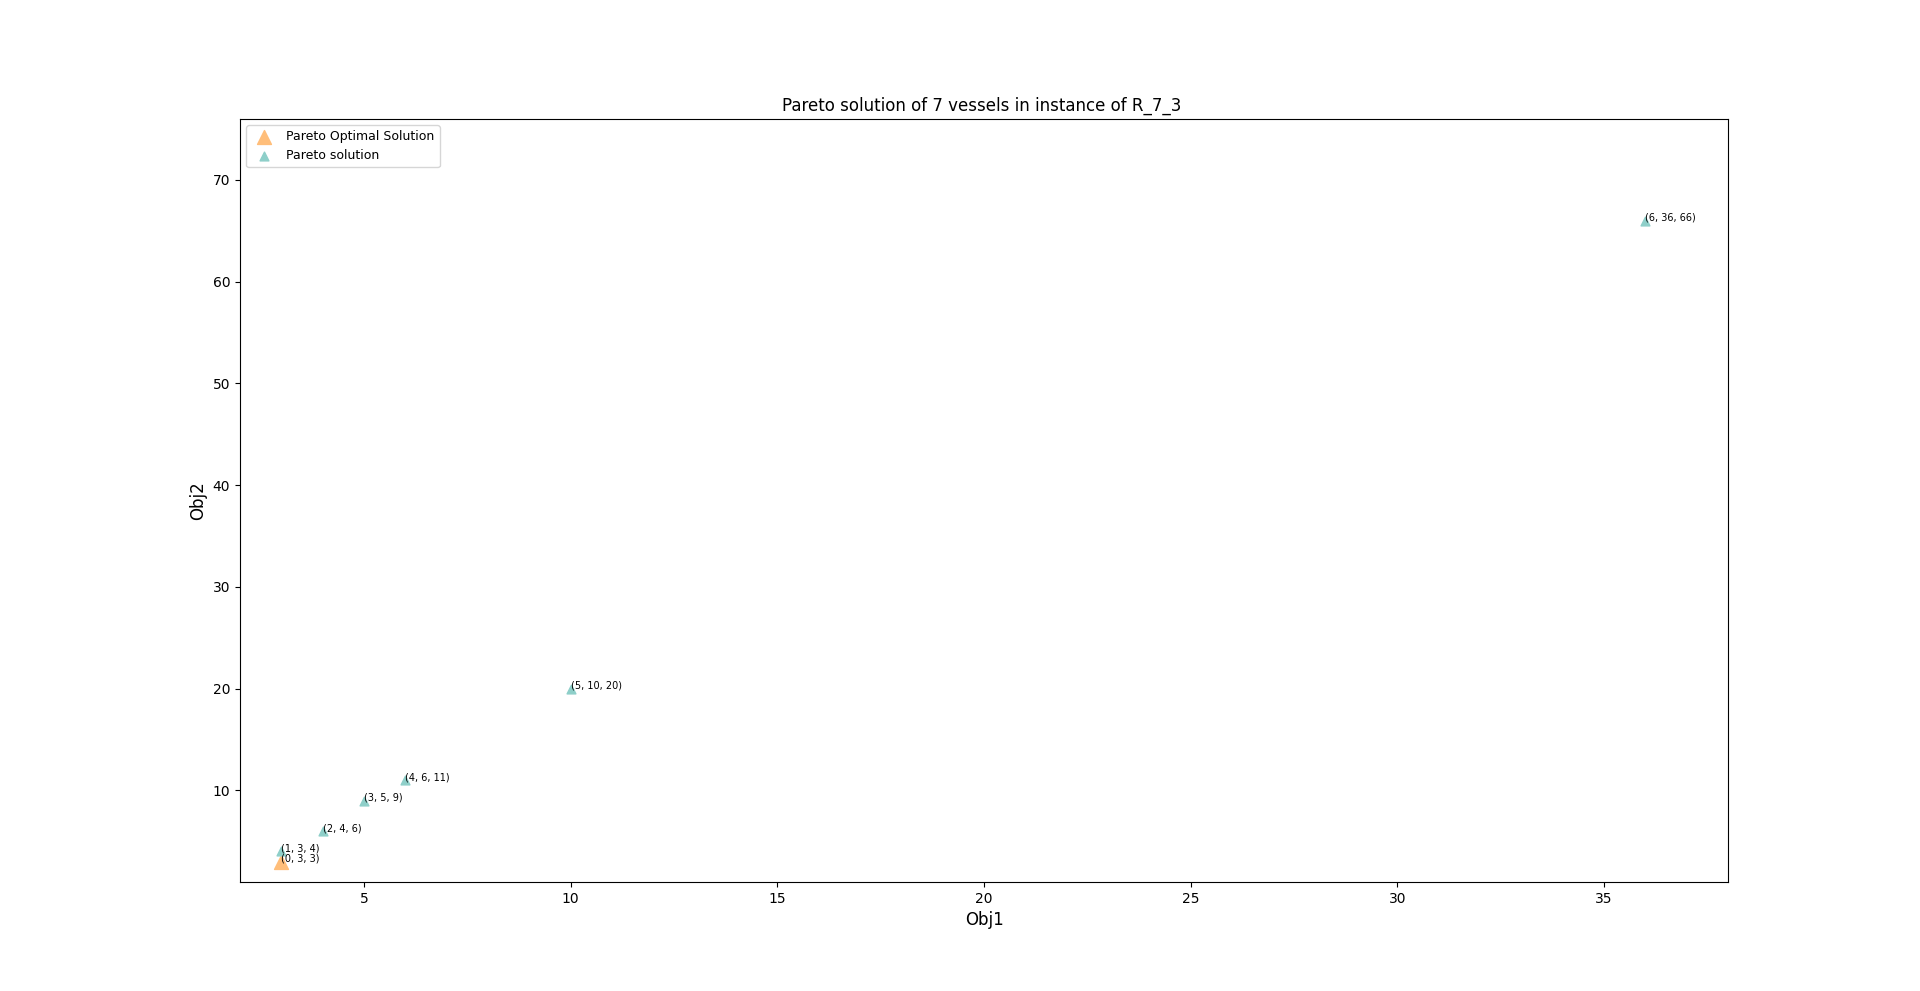 Pareto solution of 7 vessels in instance of R_7_3
Pareto Optimal Solution
Pareto solution
70
60
50
40
30
20
10
Obj2
(6, 36, 66)
(5, 10, 20)
(4, 6, 11)
(3, 5, 9)
(2, 4, 6)
(1, 3, 4)
(0, 3, 3)
5 10 15 20 25 30 35
Obj1